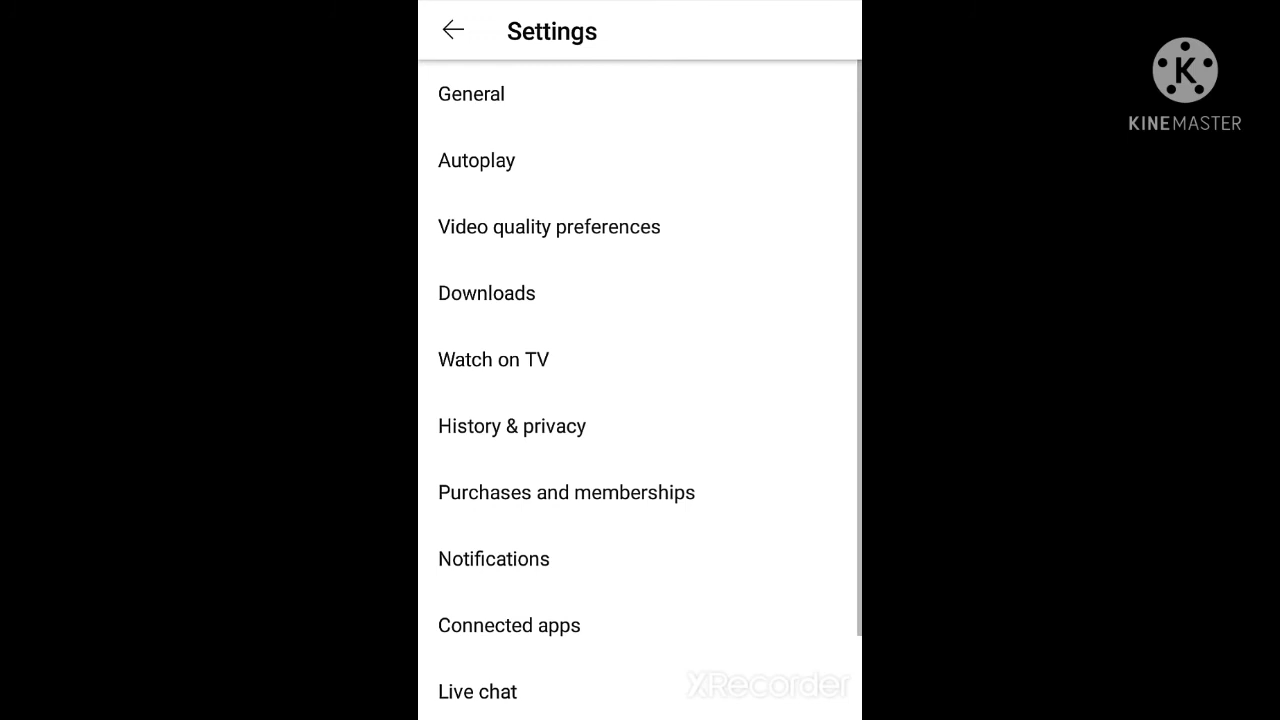 Settings
General
Autoplay
Video quality preferences
Downloads
Watch on TV
History & privacy
Purchases and memberships
Notifications
Connected apps
Live chat
K
KINEMASTER
XRecorder